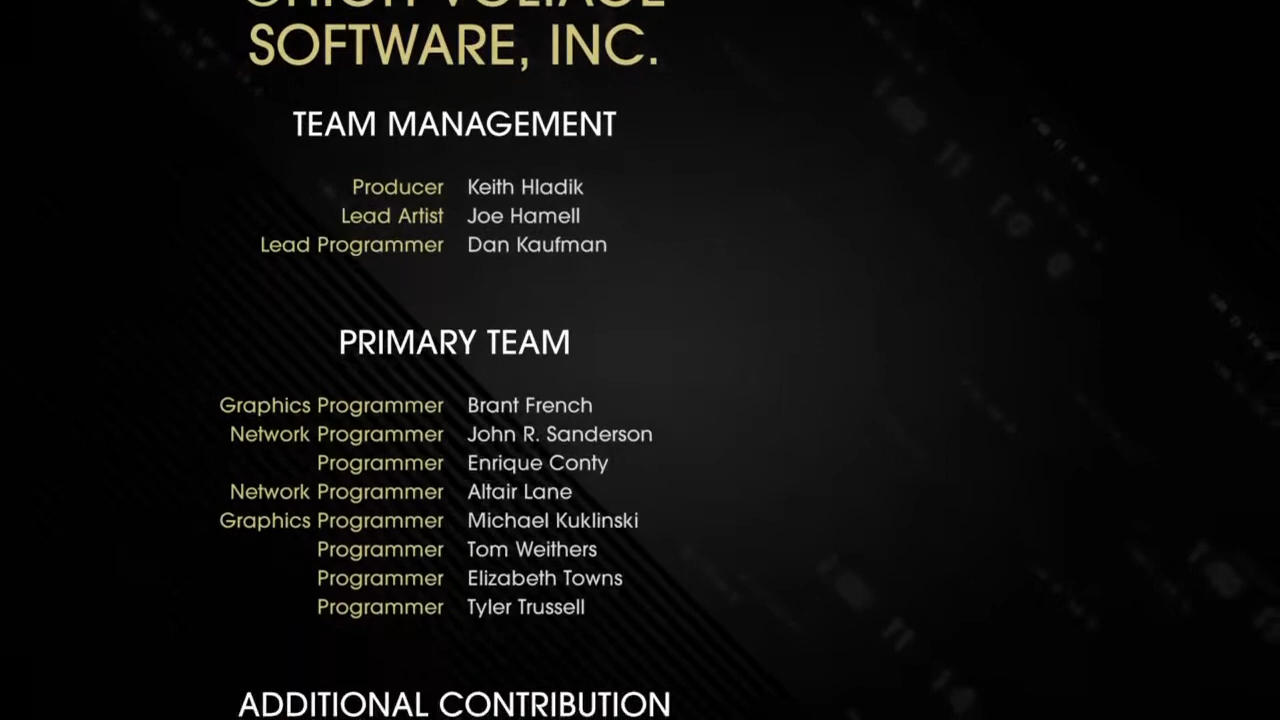 HIGH VOLTAGE
SOFTWARE, INC.
TEAM MANAGEMENT
Producer Keith Hladik
Lead Artist Joe Hamell
Lead Programmer Dan Kaufman
PRIMARY TEAM
Graphics Programmer Brant French
Network Programmer John R. Sanderson
Programmer Enrique Conty
Network Programmer Altair Lane
Graphics Programmer Michael Kuklinski
Programmer Tom Weithers
Programmer Elizabeth Towns
Programmer Tyler Trussell
ADDITIONAL CONTRIBUTION